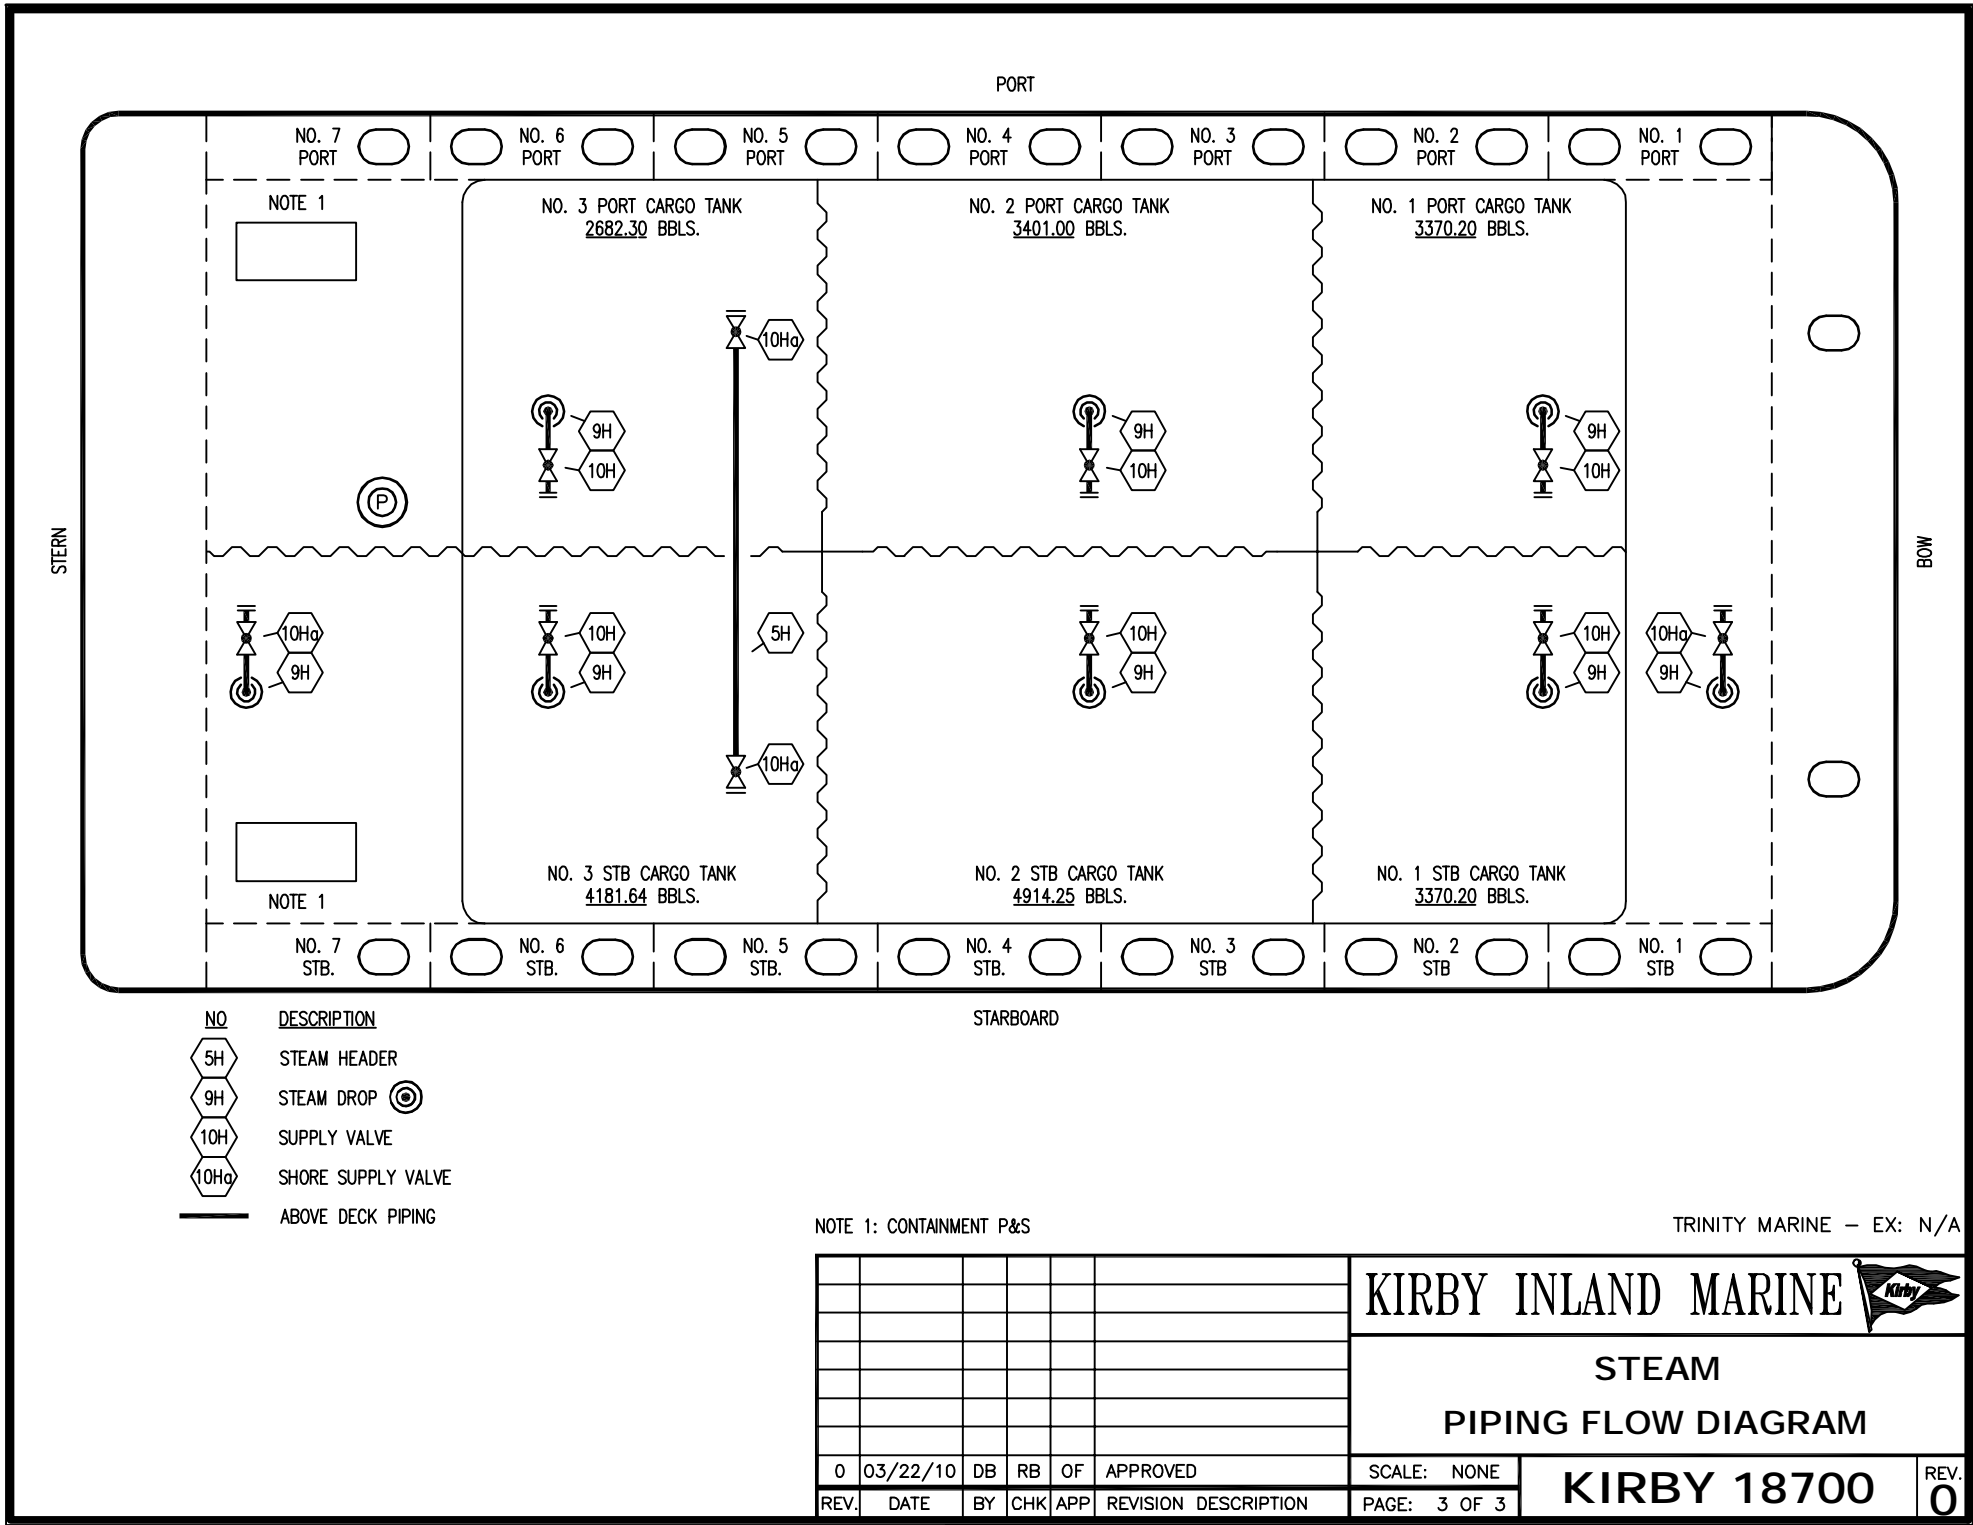 PORT
NO. 7
PORT
NO. 6
PORT
NO. 5
PORT
NO. 4
PORT
NO. 3
PORT
NO. 2
PORT
NO. 1
PORT
NOTE 1
NO. 3 PORT CARGO TANK
2682.30 BBLS.
NO. 2 PORT CARGO TANK
3401.00 BBLS.
NO. 1 PORT CARGO TANK
3370.20 BBLS.
10Ha
9H
10H
9H
10H
9H
10H
P
STERN
BOW
10Ha
9H
10H
9H
5H
10H
9H
10H
9H
10Ha
9H
10Ha
NOTE 1
NO. 3 STB CARGO TANK
4181.64 BBLS.
NO. 2 STB CARGO TANK
4914.25 BBLS.
NO. 1 STB CARGO TANK
3370.20 BBLS.
NO. 7
STB.
NO. 6
STB.
NO. 5
STB.
NO. 4
STB.
NO. 3
STB
NO. 2
STB
NO. 1
STB
STARBOARD
NO DESCRIPTION
5H STEAM HEADER
9H STEAM DROP
10H SUPPLY VALVE
10Ha SHORE SUPPLY VALVE
ABOVE DECK PIPING
NOTE 1: CONTAINMENT P&S
TRINITY MARINE – EX: N/A
KIRBY INLAND MARINE
Kirby
STEAM
PIPING FLOW DIAGRAM
0 03/22/10 DB RB OF APPROVED
REV. DATE BY CHK APP REVISION DESCRIPTION
SCALE: NONE
PAGE: 3 OF 3
KIRBY 18700
REV.
0